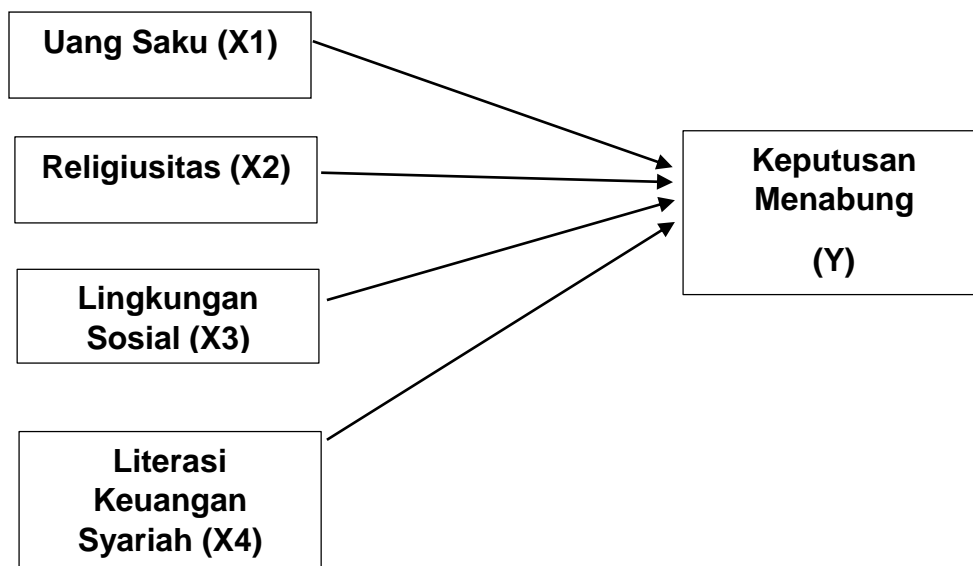 Uang Saku (X1)
Religiusitas (X2)
Lingkungan
Sosial (X3)
Literasi
Keuangan
Syariah (X4)
Keputusan
Menabung
(Y)